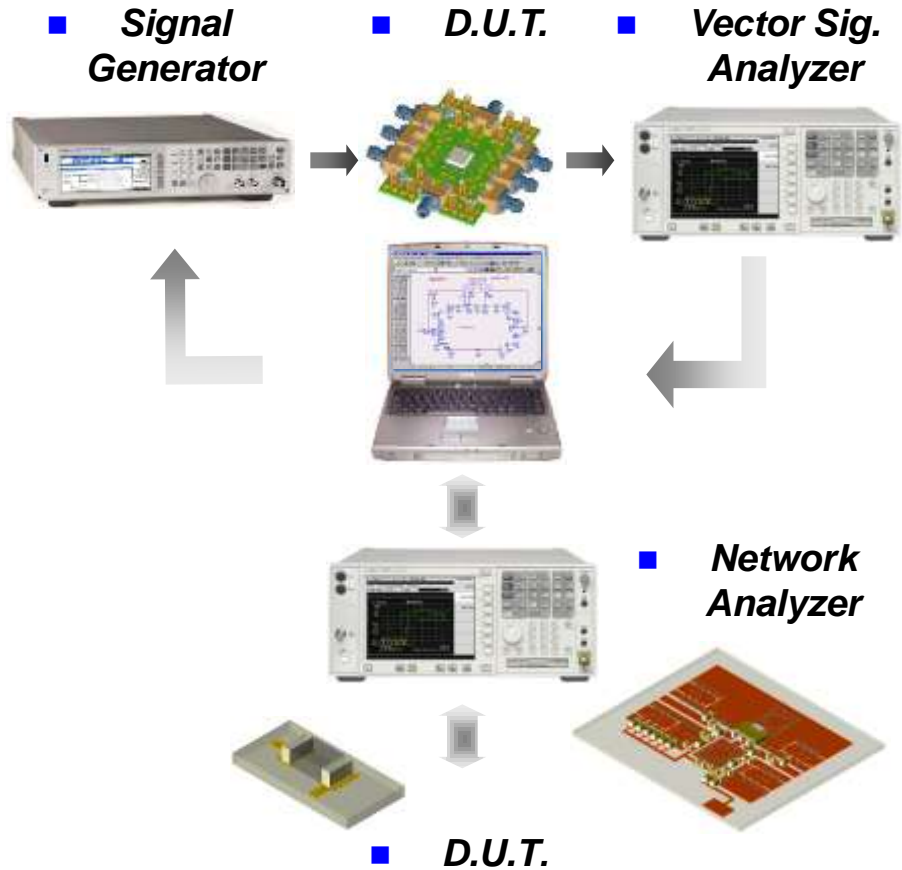 Signal
Generator
D.U.T.
Vector Sig.
Analyzer
Network
Analyzer
D.U.T.